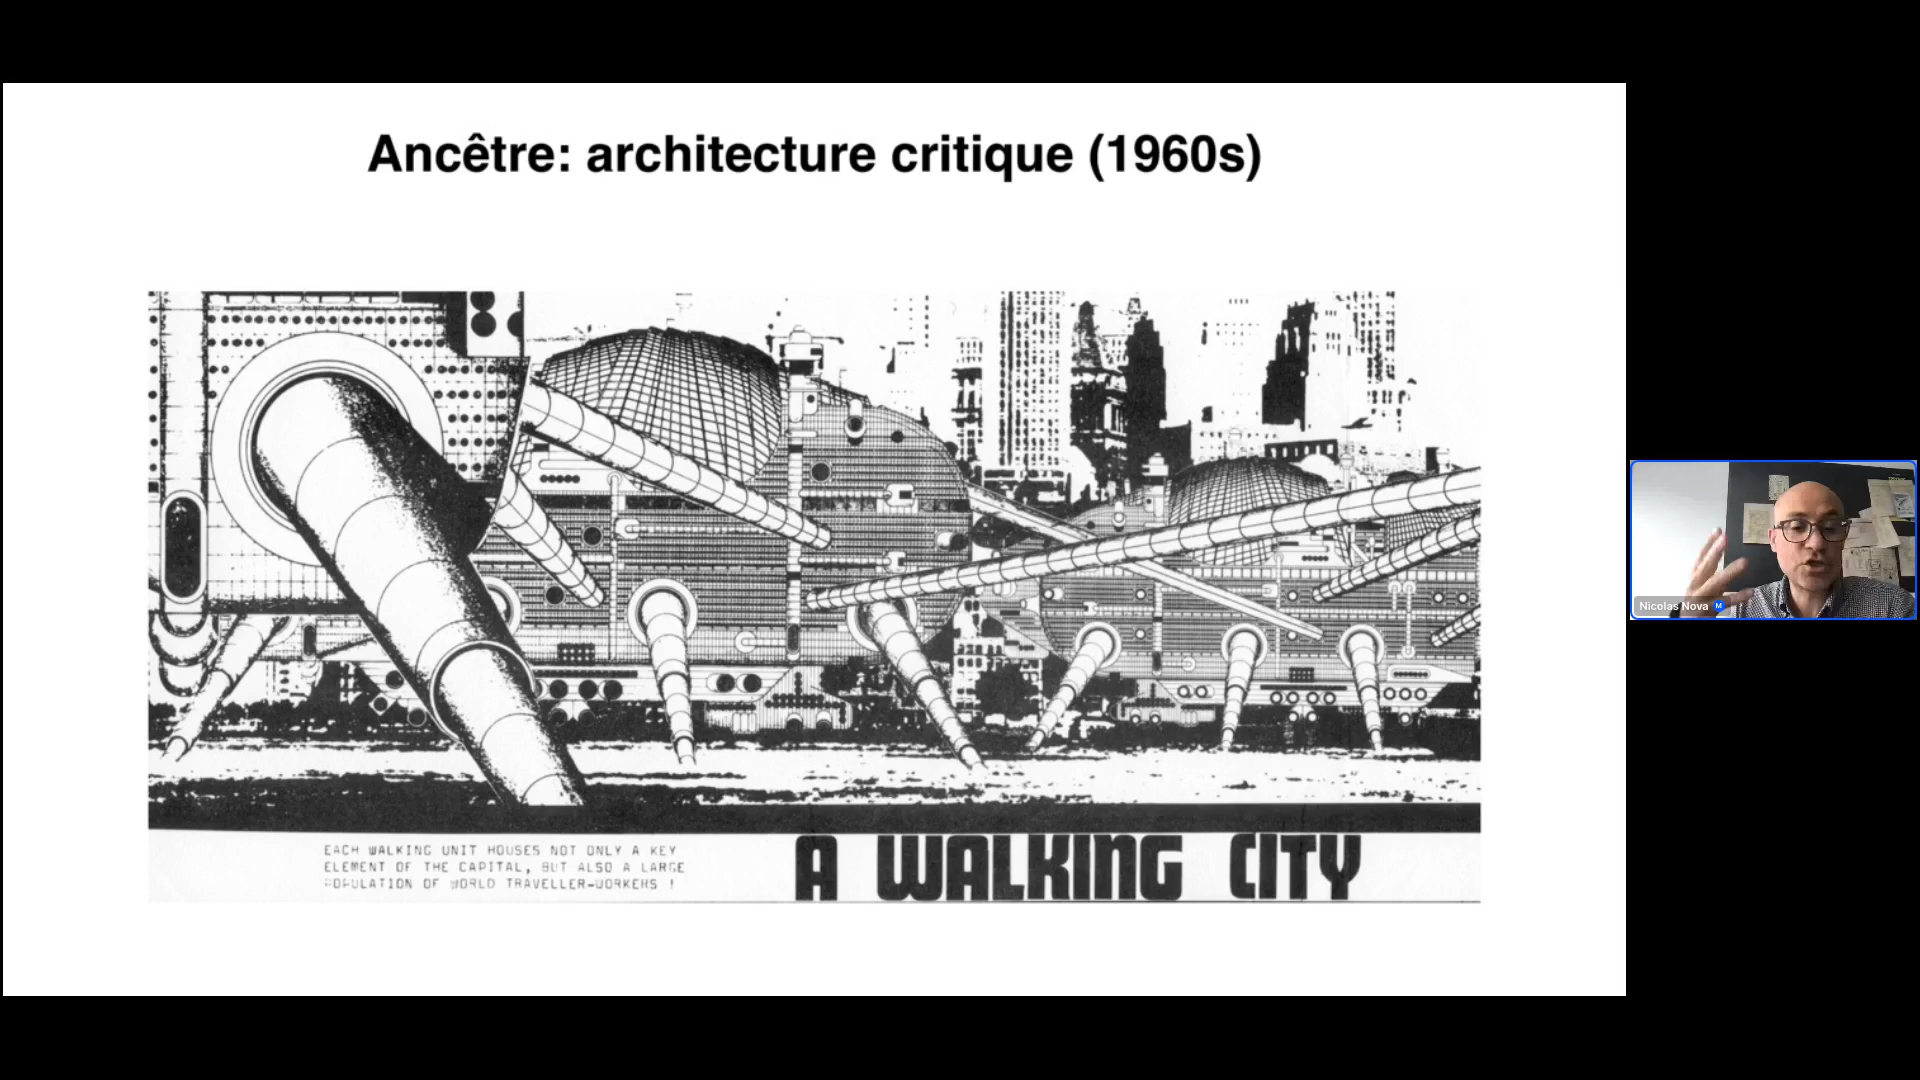 Ancêtre: architecture critique (1960s)
EACH WALKING UNIT HOUSES NOT ONLY A KEY
ELEMENT OF THE CAPITAL, BUT ALSO A LARGE
POPULATION OF WORLD TRAVELLER-WORKERS !
A WALKING CITY
Nicolas Nova